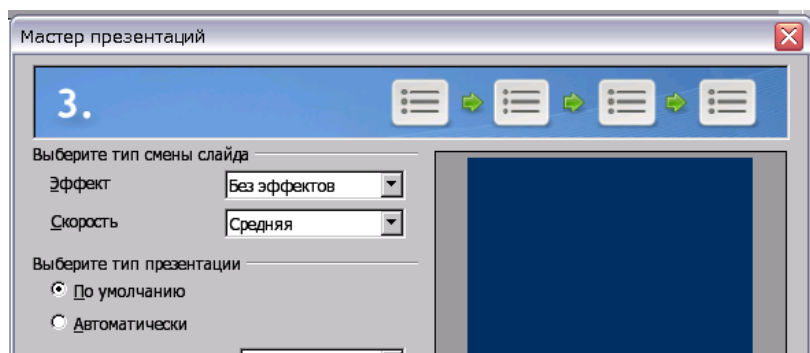 Мастер презентаций
3.
Выберите тип смены слайда
Эффект
Без эффектов
Скорость
Средняя
Выберите тип презентации
По умолчанию
Автоматически